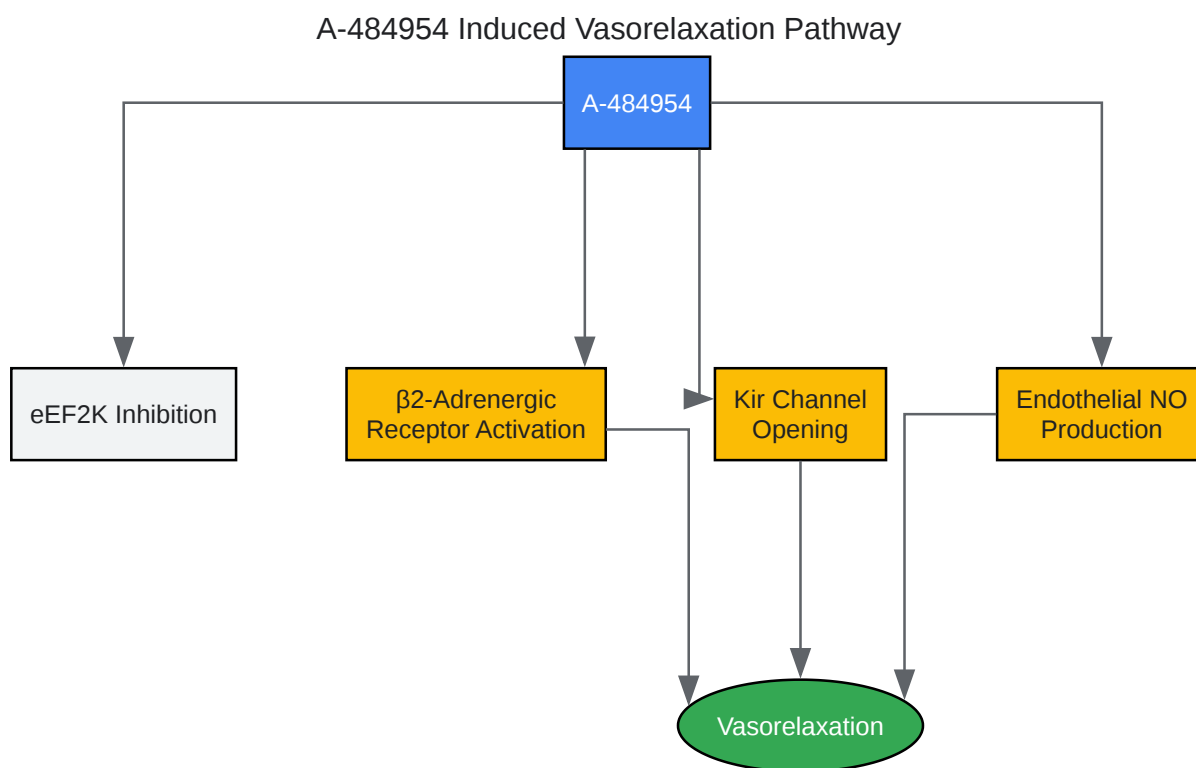 A-484954 Induced Vasorelaxation Pathway
A-484954
eEF2K Inhibition
β2-Adrenergic
Receptor Activation
Kir Channel
Opening
Endothelial NO
Production
Vasorelaxation